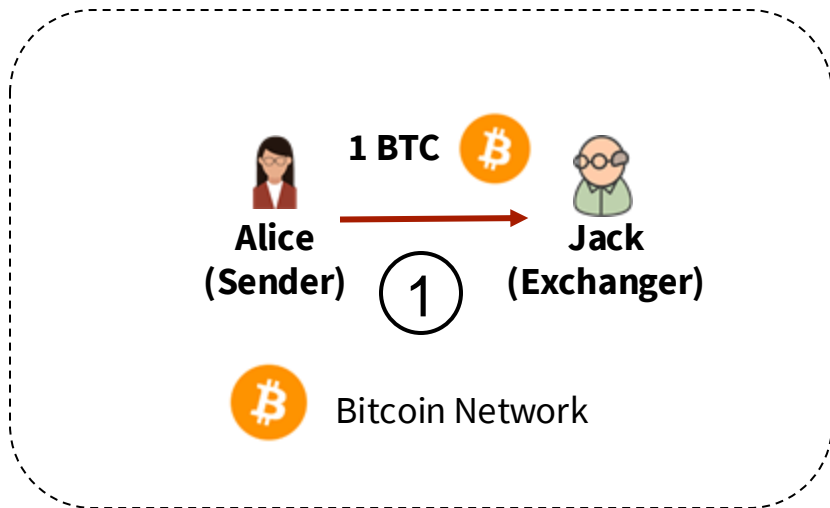 1 BTC
Alice
(Sender)
Jack
(Exchanger)
1
Bitcoin Network